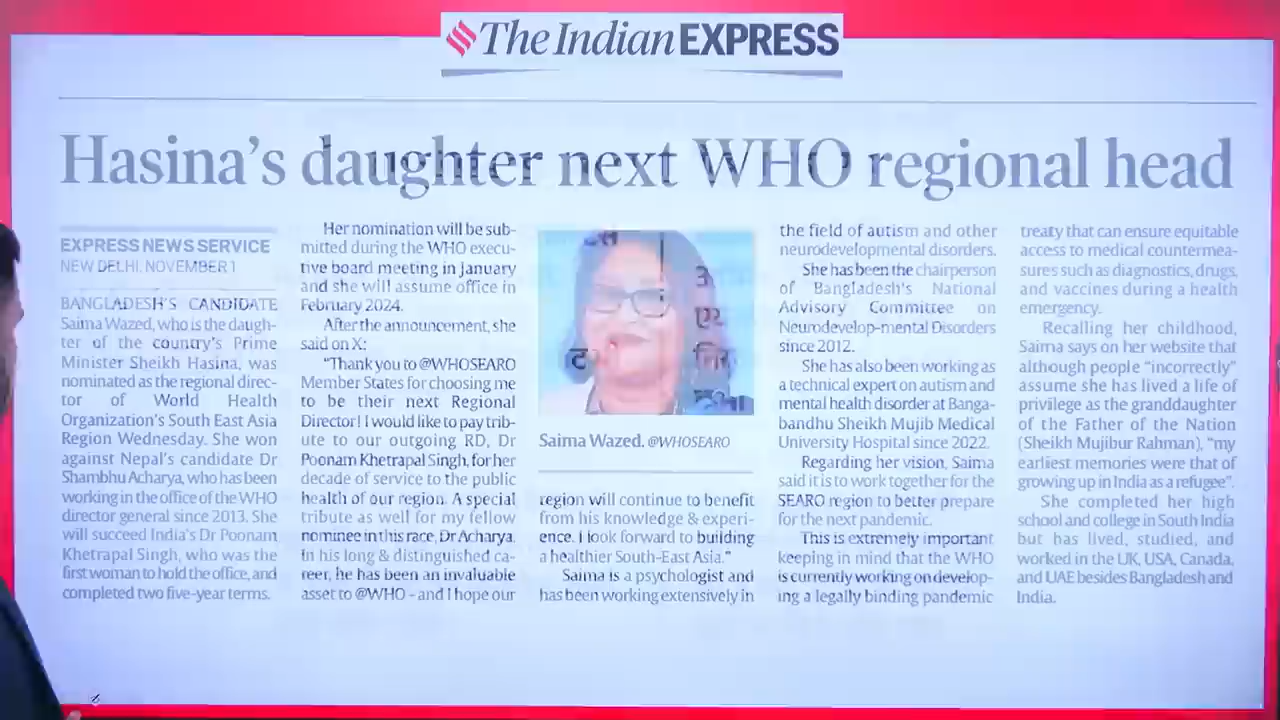 The Indian EXPRESS
Hasina's daughter next WHO regional head
EXPRESS NEWS SERVICE
NEW DELHI, NOVEMBER 1
BANGLADESH'S CANDIDATE
Saima Wazed, who is the daugh-
ter of the country's Prime
Minister Sheikh Hasina, was
nominated as the regional direc-
tor of World Health
Organization's South East Asia
Region Wednesday. She won
against Nepal's candidate Dr
Shambhu Acharya, who has been
working in the office of the WHO
director general since 2013. She
will succeed India's Dr Poonam
Khetrapal Singh, who was the
first woman to hold the office, and
completed two five-year terms.
Her nomination will be sub-
mitted during the WHO execu-
tive board meeting in January
and she will assume office in
February 2024.
After the announcement, she
said on X:
"Thank you to @WHOSEARO
Member States for choosing me
to be their next Regional
Director! I would like to pay trib-
ute to our outgoing RD, Dr
Poonam Khetrapal Singh, for her
decade of service to the public
health of our region. A special
tribute as well for my fellow
nominee in this race, Dr Acharya.
In his long & distinguished ca-
reer, he has been an invaluable
asset to @WHO - and I hope our
Saima Wazed. @WHOSEARO
region will continue to benefit
from his knowledge & experi-
ence. I look forward to building
a healthier South-East Asia."
Saima is a psychologist and
has been working extensively in
the field of autism and other
neurodevelopmental disorders.
She has been the chairperson
of Bangladesh's National
Advisory Committee on
Neurodevelop-mental Disorders
since 2012.
She has also been working as
a technical expert on autism and
mental health disorder at Banga-
bandhu Sheikh Mujib Medical
University Hospital since 2022.
Regarding her vision, Saima
said it is to work together for the
SEARO region to better prepare
for the next pandemic.
This is extremely important
keeping in mind that the WHO
is currently working on develop-
ing a legally binding pandemic
treaty that can ensure equitable
access to medical countermea-
sures such as diagnostics, drugs,
and vaccines during a health
emergency.
Recalling her childhood,
Saima says on her website that
although people "incorrectly"
assume she has lived a life of
privilege as the granddaughter
of the Father of the Nation
(Sheikh Mujibur Rahman), "my
earliest memories were that of
growing up in India as a refugee".
She completed her high
school and college in South India
but has lived, studied, and
worked in the UK, USA, Canada,
and UAE besides Bangladesh and
India.